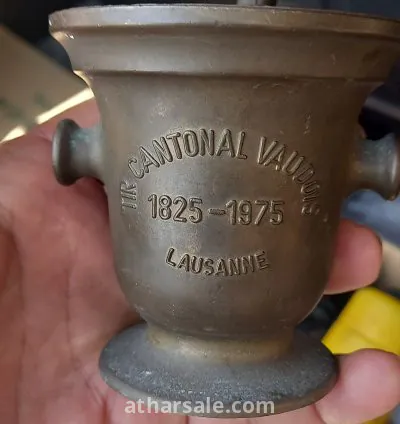 TIR CANTONAL VAUDOIS
1825-1975
LAUSANNE
atharsale.com